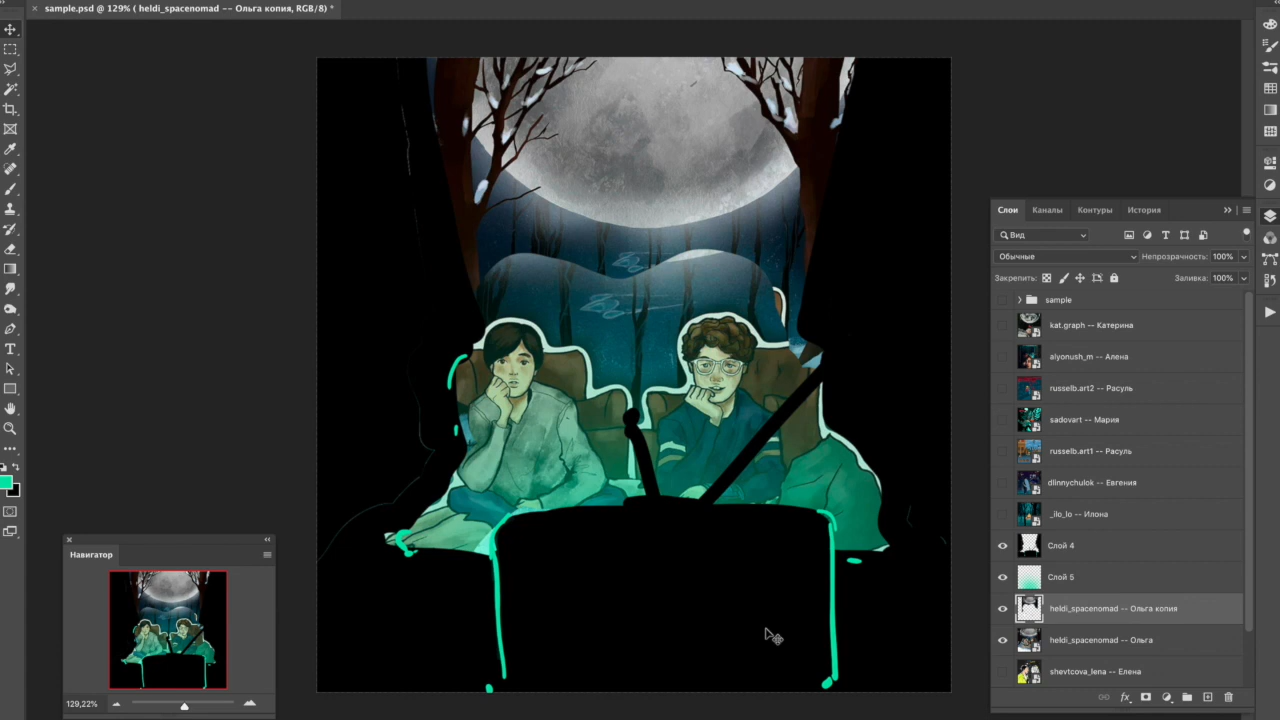 sample.psd @ 129% ( heldi_spacenomad -- Ольга копия, RGB/8) *
Слои
Каналы
Контуры
История
Вид
Обычные
Непрозрачность: 100%
Закрепить:
Заливка: 100%
sample
kat.graph -- Катерина
alyonush_m -- Алена
russelb.art2 -- Расуль
sadovart -- Мария
russelb.art1 -- Расуль
dlinnychulok -- Евгения
_ilo_lo -- Илона
Слой 4
Слой 5
heldi_spacenomad -- Ольга копия
heldi_spacenomad -- Ольга
shevtcova_lena -- Елена
fx
Навигатор
129,22%